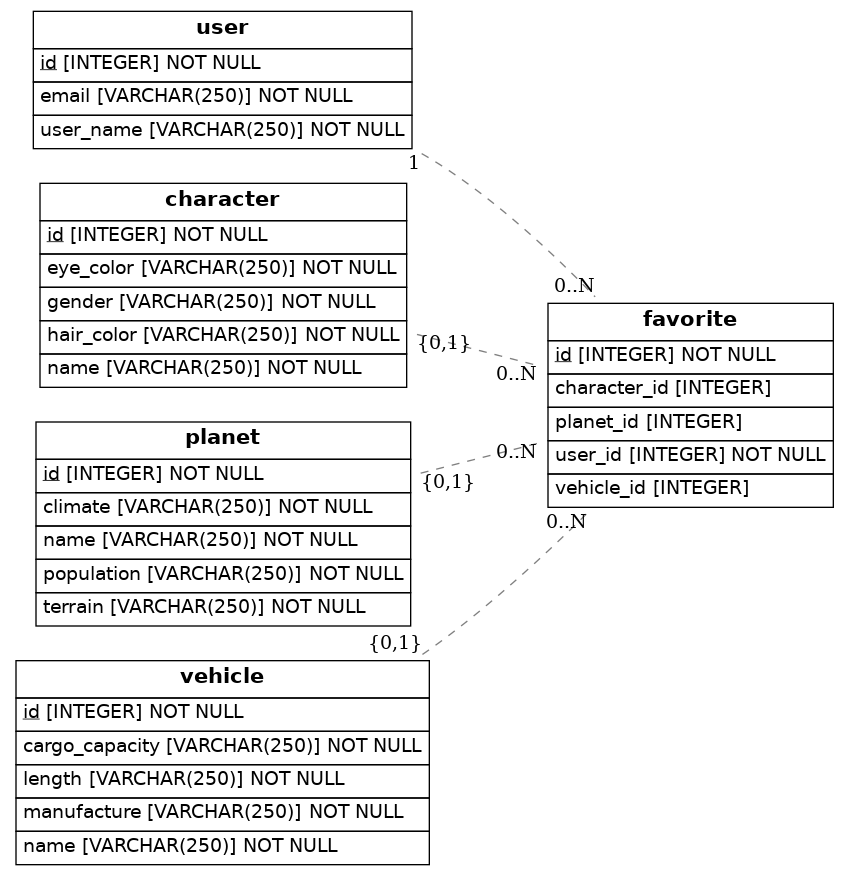 user
id [INTEGER] NOT NULL
email [VARCHAR(250)] NOT NULL
user_name [VARCHAR(250)] NOT NULL
1
character
id [INTEGER] NOT NULL
eye_color [VARCHAR(250)] NOT NULL
gender [VARCHAR(250)] NOT NULL
hair_color [VARCHAR(250)] NOT NULL
name [VARCHAR(250)] NOT NULL
{0,1}
planet
id [INTEGER] NOT NULL
climate [VARCHAR(250)] NOT NULL
name [VARCHAR(250)] NOT NULL
population [VARCHAR(250)] NOT NULL
terrain [VARCHAR(250)] NOT NULL
{0,1}
{0,1}
vehicle
id [INTEGER] NOT NULL
cargo_capacity [VARCHAR(250)] NOT NULL
length [VARCHAR(250)] NOT NULL
manufacture [VARCHAR(250)] NOT NULL
name [VARCHAR(250)] NOT NULL
0..N
0..N
0..N
0..N
favorite
id [INTEGER] NOT NULL
character_id [INTEGER]
planet_id [INTEGER]
user_id [INTEGER] NOT NULL
vehicle_id [INTEGER]